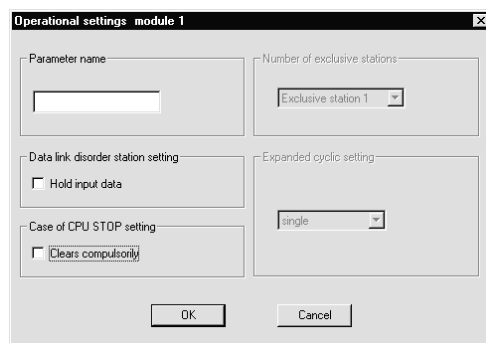 Operational settings module 1
Parameter name
Number of exclusive stations
Exclusive station 1
Data link disorder station setting
Hold input data
Expanded cyclic setting
single
Case of CPU STOP setting
Clears compulsorily
OK
Cancel